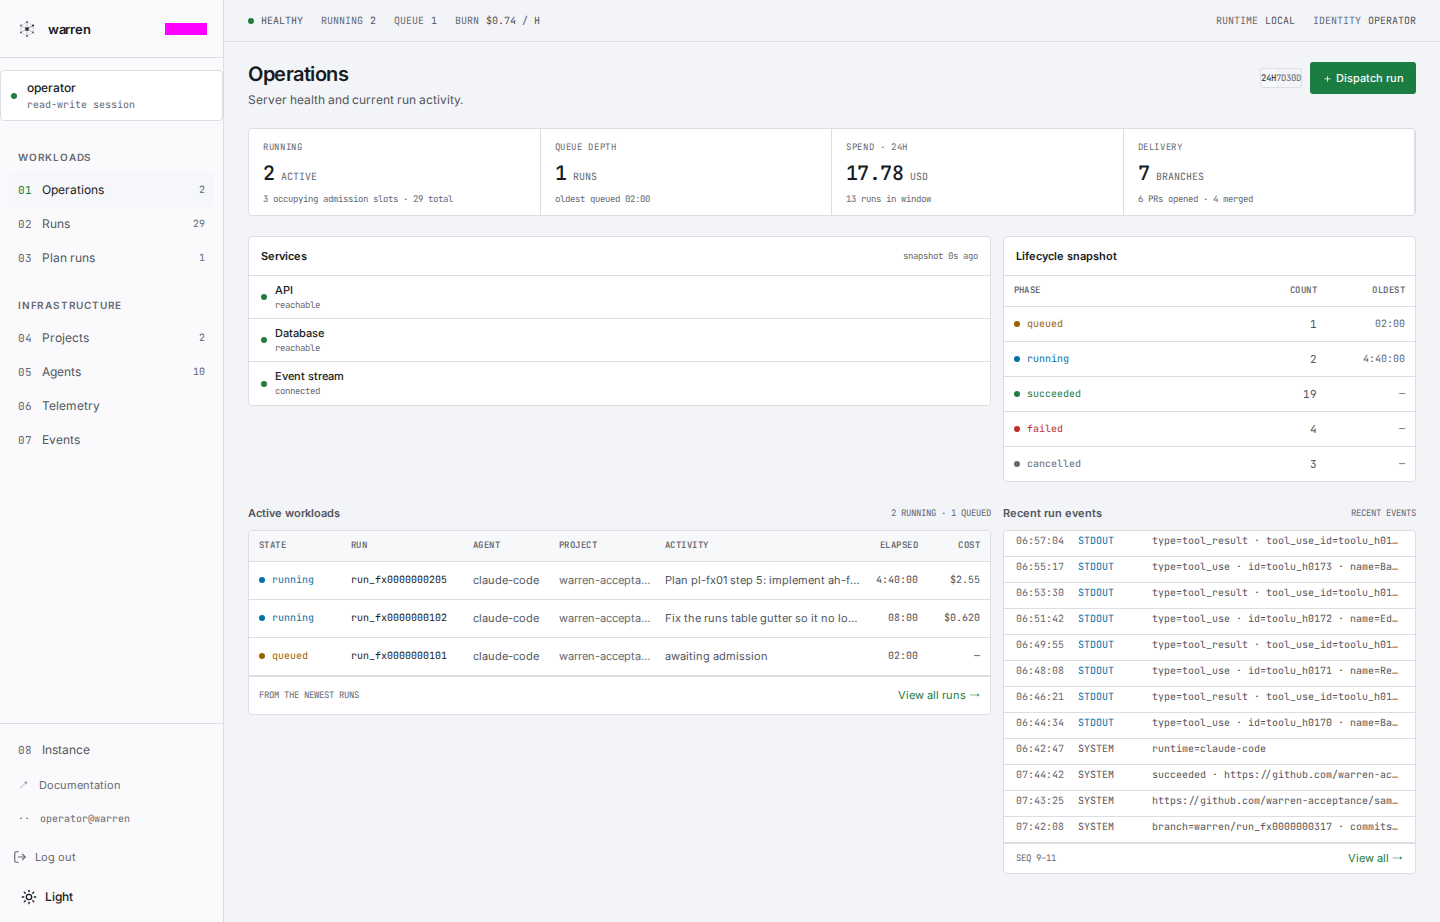 warren
operator
read-write session
WORKLOADS
01 Operations 2
02 Runs 29
03 Plan runs 1
INFRASTRUCTURE
04 Projects 2
05 Agents 10
06 Telemetry
07 Events
08 Instance
Documentation
operator@warren
Log out
Light
HEALTHY RUNNING 2 QUEUE 1 BURN $0.74 / H
RUNTIME LOCAL IDENTITY OPERATOR
Operations
Server health and current run activity.
24H 7D 30D
+ Dispatch run
RUNNING
2 ACTIVE
3 occupying admission slots · 29 total
QUEUE DEPTH
1 RUNS
oldest queued 02:00
SPEND · 24H
17.78 USD
13 runs in window
DELIVERY
7 BRANCHES
6 PRs opened · 4 merged
Services snapshot 0s ago
API
reachable
Database
reachable
Event stream
connected
Lifecycle snapshot
PHASE COUNT OLDEST
queued 1 02:00
running 2 4:40:00
succeeded 19 —
failed 4 —
cancelled 3 —
Active workloads 2 RUNNING · 1 QUEUED
STATE RUN AGENT PROJECT ACTIVITY ELAPSED COST
running run_fx0000000205 claude-code warren-accepta… Plan pl-fx01 step 5: implement ah-f… 4:40:00 $2.55
running run_fx0000000102 claude-code warren-accepta… Fix the runs table gutter so it no lo… 08:00 $0.620
queued run_fx0000000101 claude-code warren-accepta… awaiting admission 02:00 —
FROM THE NEWEST RUNS View all runs →
Recent run events RECENT EVENTS
06:57:04 STDOUT type=tool_result · tool_use_id=toolu_h01…
06:55:17 STDOUT type=tool_use · id=toolu_h0173 · name=Ba…
06:53:30 STDOUT type=tool_result · tool_use_id=toolu_h01…
06:51:42 STDOUT type=tool_use · id=toolu_h0172 · name=Ed…
06:49:55 STDOUT type=tool_result · tool_use_id=toolu_h01…
06:48:08 STDOUT type=tool_use · id=toolu_h0171 · name=Re…
06:46:21 STDOUT type=tool_result · tool_use_id=toolu_h01…
06:44:34 STDOUT type=tool_use · id=toolu_h0170 · name=Ba…
06:42:47 SYSTEM runtime=claude-code
07:44:42 SYSTEM succeeded · https://github.com/warren-ac…
07:43:25 SYSTEM https://github.com/warren-acceptance/sam…
07:42:08 SYSTEM branch=warren/run_fx0000000317 · commits…
SEQ 9–11 View all →